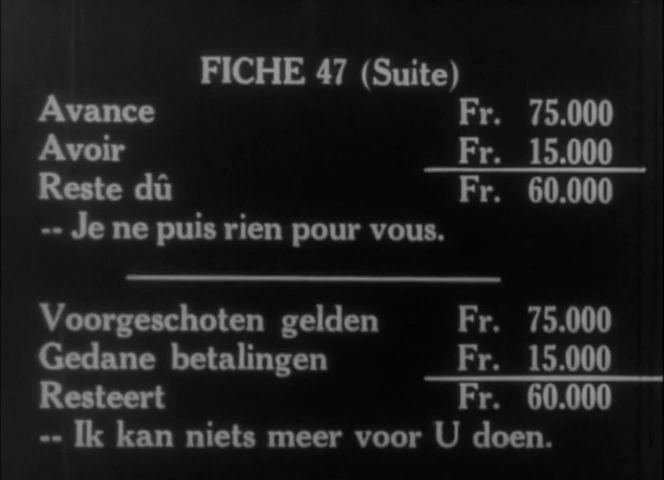 FICHE 47 (Suite)
Avance Fr. 75.000
Avoir Fr. 15.000
Reste dû Fr. 60.000
-- Je ne puis rien pour vous.
Voorgeschoten gelden Fr. 75.000
Gedane betalingen Fr. 15.000
Resteert Fr. 60.000
-- Ik kan niets meer voor U doen.